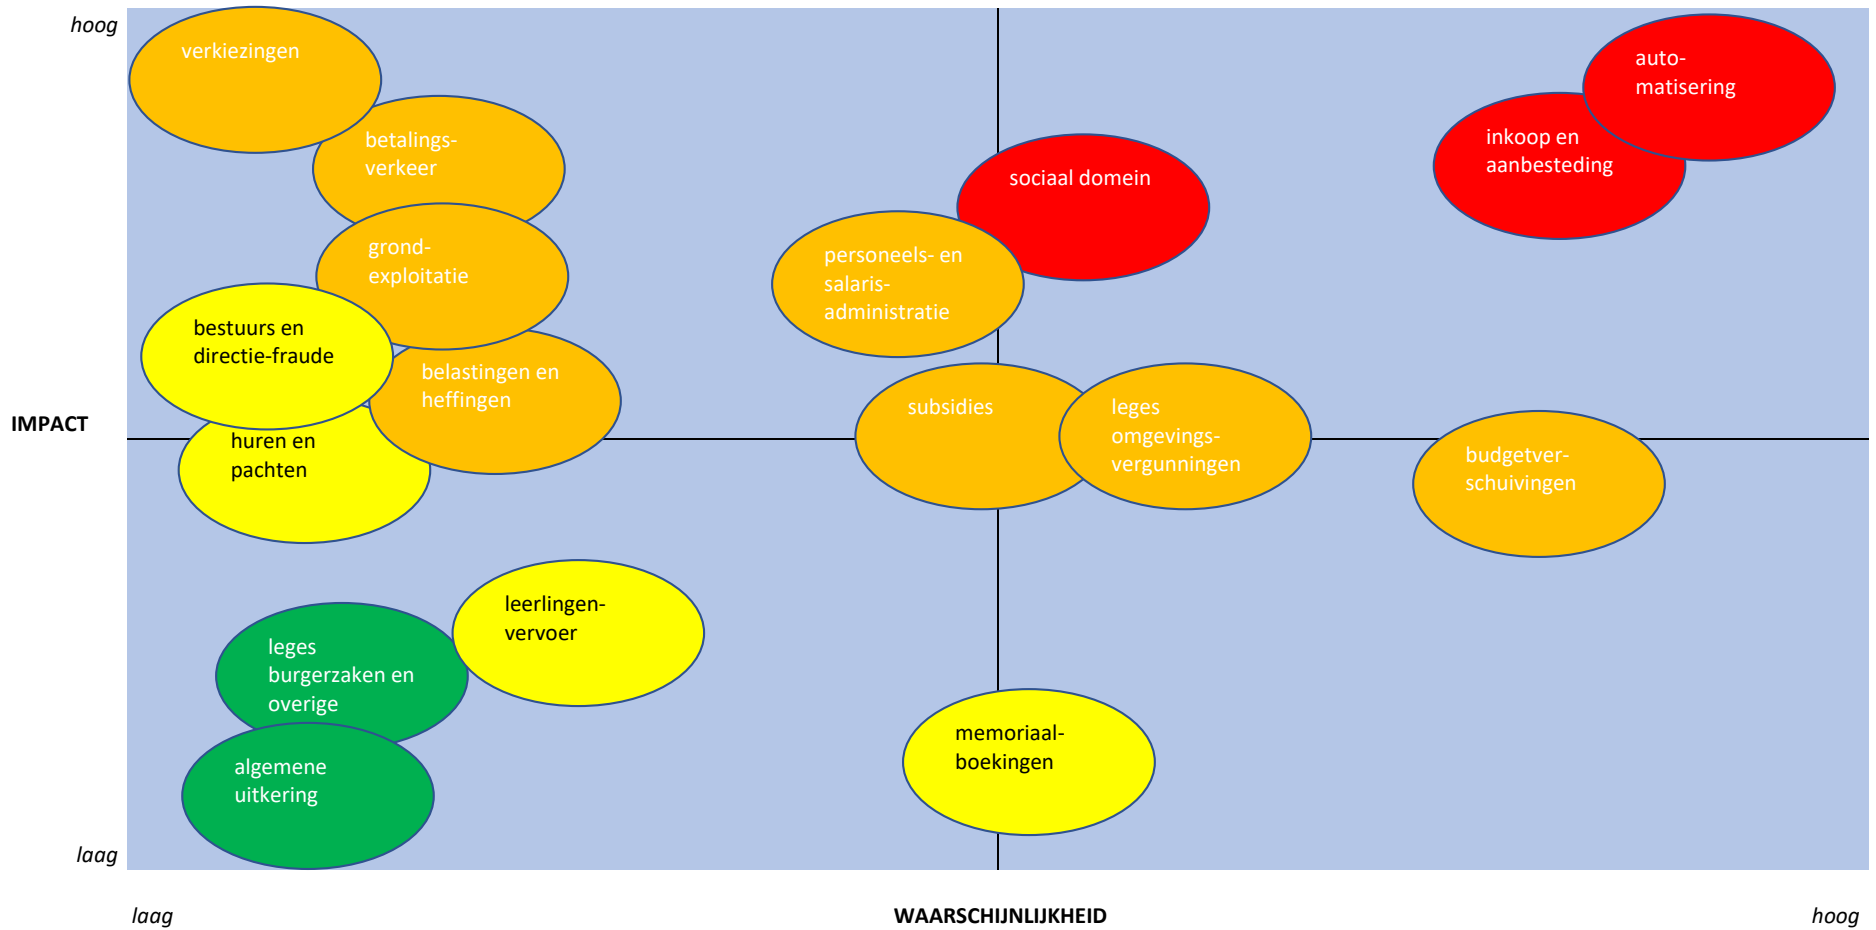 hoog
verkiezingen
auto-
matisering
betalings-
verkeer
inkoop en
aanbesteding
sociaal domein
grond-
exploitatie
personeels- en
salaris-
administratie
bestuurs en
directie-fraude
belastingen en
heffingen
subsidies
leges
omgevings-
vergunningen
IMPACT
huren en
pachten
budgetver-
schuivingen
leerlingen-
vervoer
leges
burgerzaken en
overige
memoriaal-
boekingen
algemene
uitkering
laag
laag
WAARSCHIJNLIJKHEID
hoog